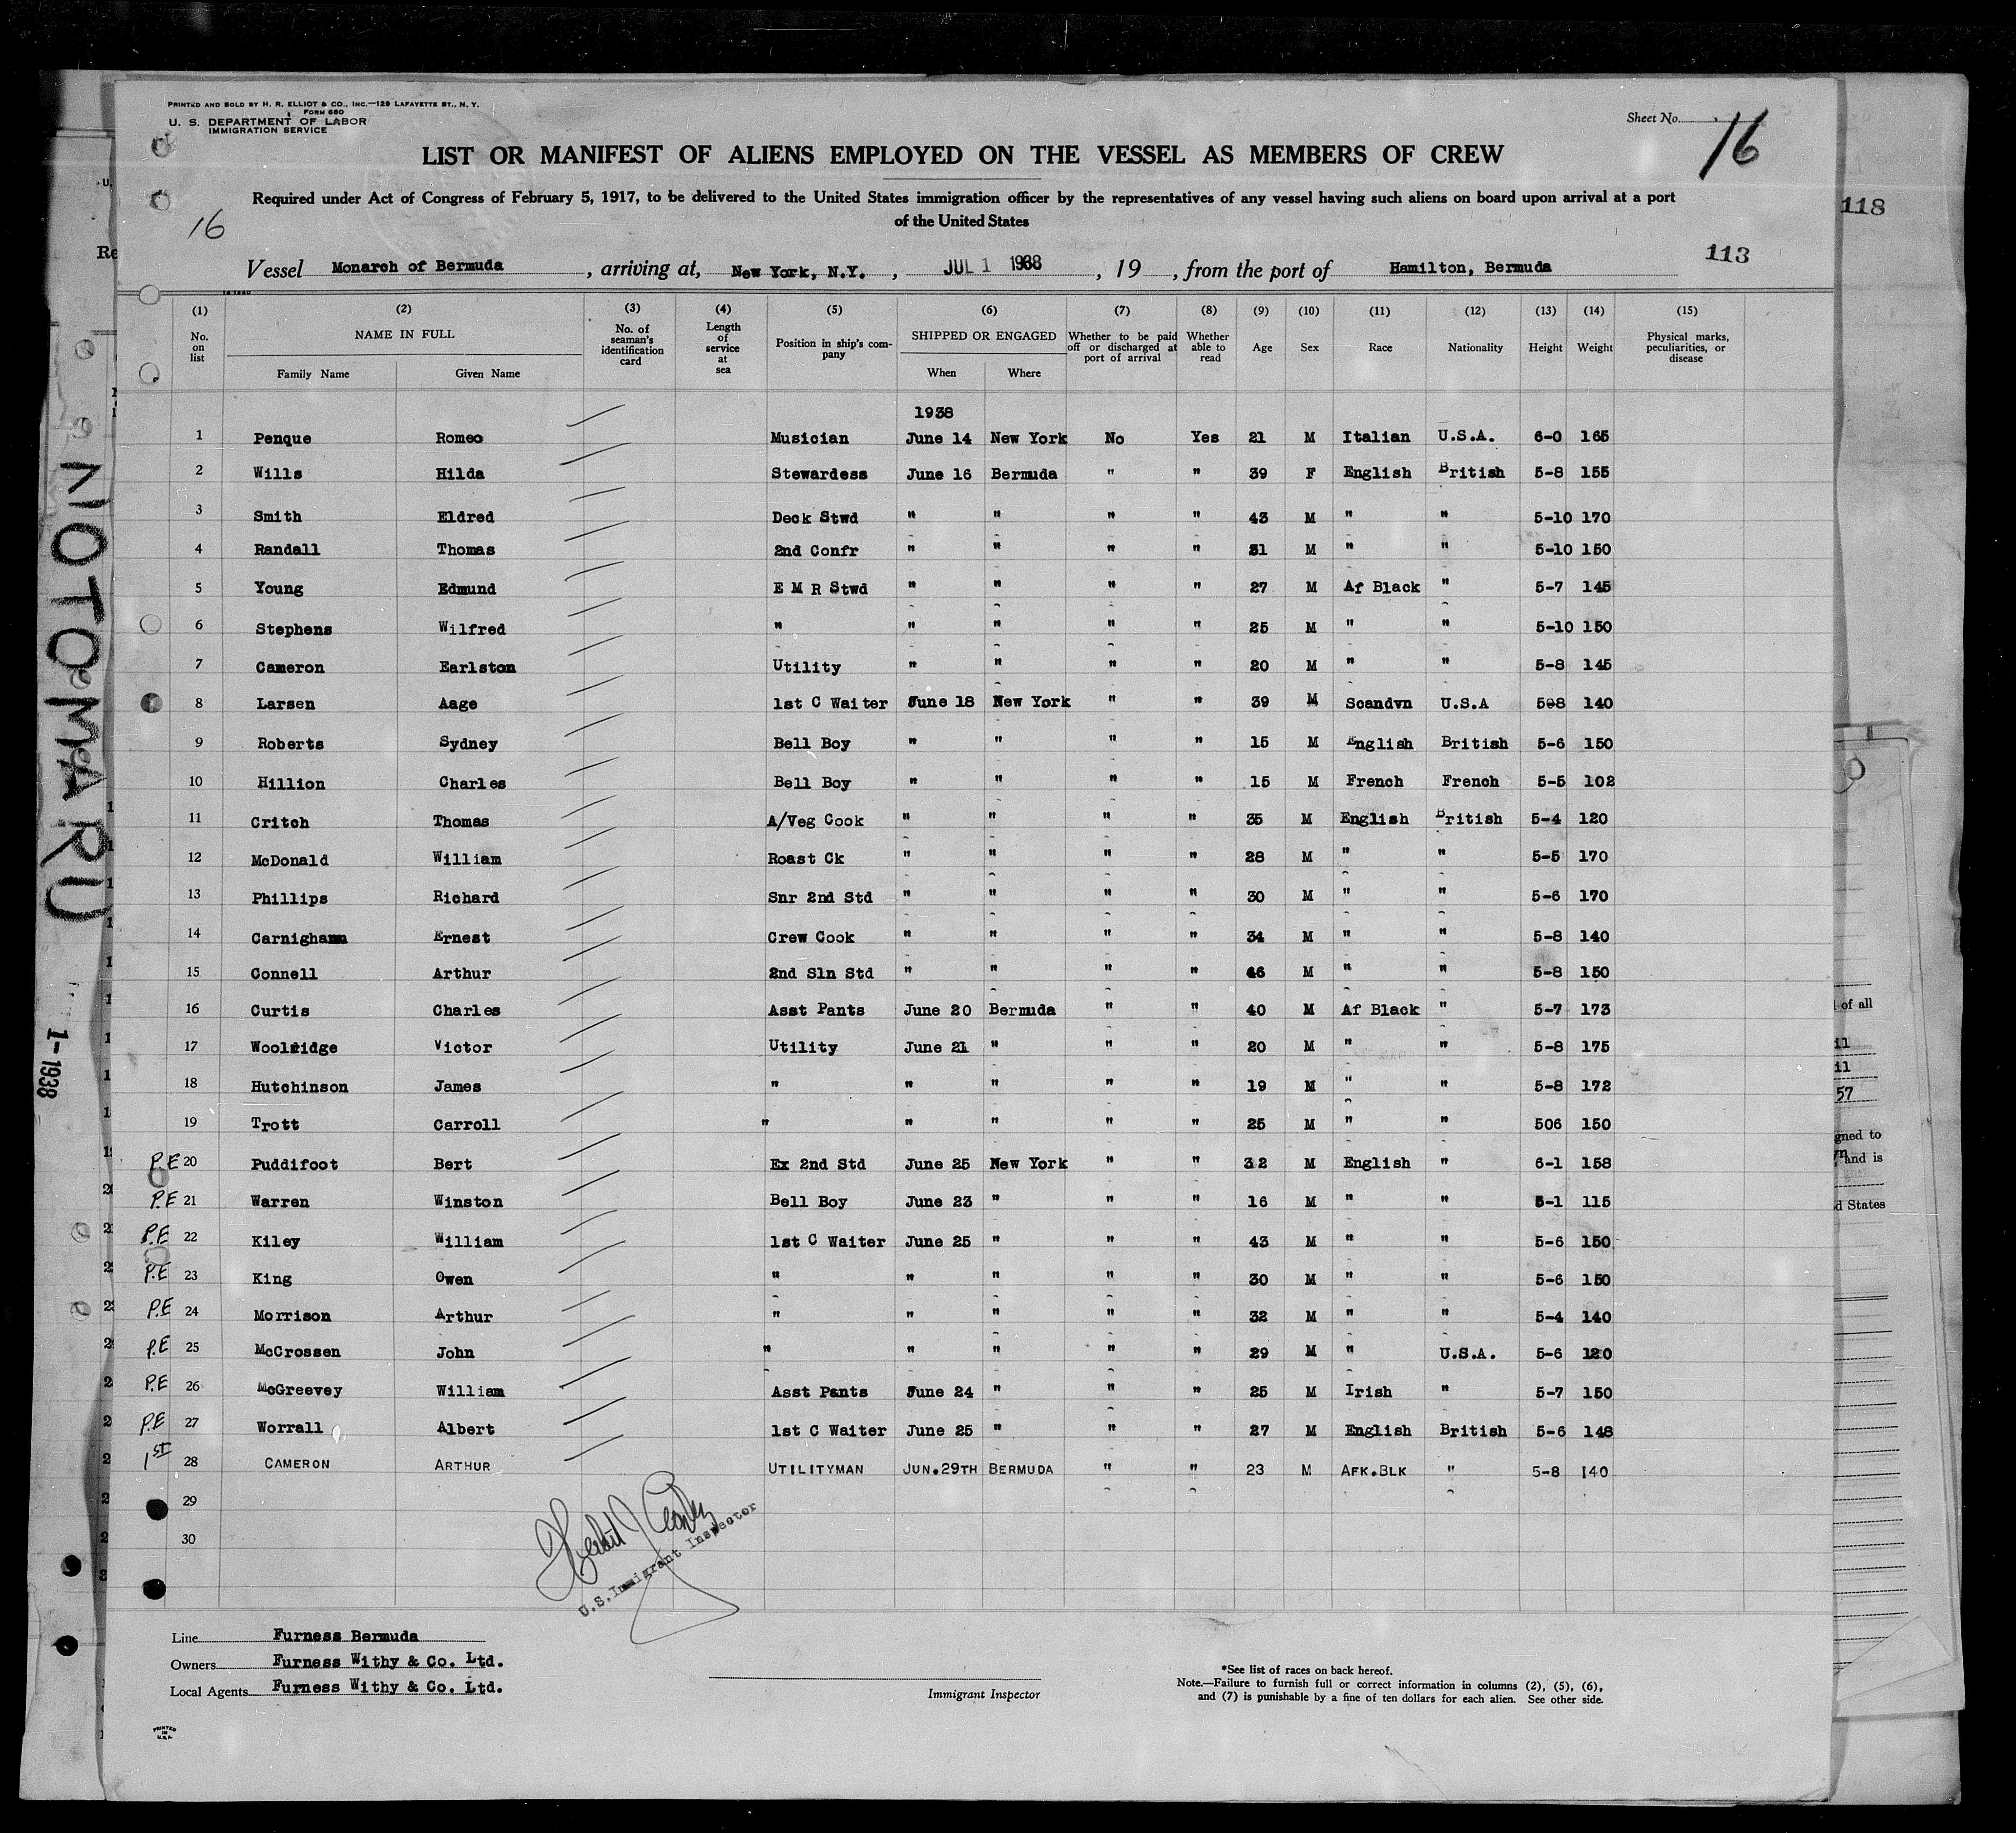 PRINTED AND SOLD BY H. R. ELLIOT & CO., INC.—129 LAFAYETTE ST., N. Y.
FORM 680
U. S. DEPARTMENT OF LABOR
IMMIGRATION SERVICE
Sheet No. 16
LIST OR MANIFEST OF ALIENS EMPLOYED ON THE VESSEL AS MEMBERS OF CREW
Required under Act of Congress of February 5, 1917, to be delivered to the United States immigration officer by the representatives of any vessel having such aliens on board upon arrival at a port
of the United States
16
118
113
Vessel Monarch of Bermuda , arriving at, New York, N.Y. , JUL 1 1938 , 19 , from the port of Hamilton, Bermuda
(1) (2) (3) (4) (5) (6) (7) (8) (9) (10) (11) (12) (13) (14) (15)
No. on list NAME IN FULL No. of seaman's identification card Length of service at sea Position in ship's company SHIPPED OR ENGAGED Whether to be paid off or discharged at port of arrival Whether able to read Age Sex Race Nationality Height Weight Physical marks, peculiarities, or disease
Family Name Given Name When Where
1938
1 Penque Romeo Musician June 14 New York No Yes 21 M Italian U.S.A. 6-0 165
2 Wills Hilda Stewardess June 16 Bermuda " " 39 F English British 5-8 155
3 Smith Eldred Deck Stwd " " " " 43 M " " 5-10 170
4 Randall Thomas 2nd Confr " " " " 31 M " " 5-10 150
5 Young Edmund E M R Stwd " " " " 27 M Af Black " 5-7 145
6 Stephens Wilfred " " " " " 25 M " " 5-10 150
7 Cameron Earlston Utility " " " " 20 M " " 5-8 145
8 Larsen Aage 1st C Waiter June 18 New York " " 39 M Scandvn U.S.A 508 140
9 Roberts Sydney Bell Boy " " " " 15 M English British 5-6 150
10 Hillion Charles Bell Boy " " " " 15 M French French 5-5 102
11 Critch Thomas A/Veg Cook " " " " 35 M English British 5-4 120
12 McDonald William Roast Ck " " " " 28 M " " 5-5 170
13 Phillips Richard Snr 2nd Std " " " " 30 M " " 5-6 170
14 Carnighann Ernest Crew Cook " " " " 34 M " " 5-8 140
15 Connell Arthur 2nd Sln Std " " " " 46 M " " 5-8 150
16 Curtis Charles Asst Pants June 20 Bermuda " " 40 M Af Black " 5-7 173
17 Woolridge Victor Utility June 21 " " " 20 M " " 5-8 175
18 Hutchinson James " " " " " 19 M " " 5-8 172
19 Trott Carroll " " " " " 25 M " " 506 150
P.E 20 Puddifoot Bert Ex 2nd Std June 25 New York " " 32 M English " 6-1 158
P.E 21 Warren Winston Bell Boy June 23 " " " 16 M " " 5-1 115
P.E 22 Kiley William 1st C Waiter June 25 " " " 43 M " " 5-6 150
P.E 23 King Owen " " " " " 30 M " " 5-6 150
P.E 24 Morrison Arthur " " " " " 32 M " " 5-4 140
P.E 25 McCrossen John " " " " " 29 M " U.S.A. 5-6 120
P.E 26 McGreevey William Asst Pants June 24 " " " 25 M Irish " 5-7 150
P.E 27 Worrall Albert 1st C Waiter June 25 " " " 27 M English British 5-6 148
1st 28 CAMERON ARTHUR UTILITYMAN JUN.29TH BERMUDA " " 23 M AFK.BLK " 5-8 140
29
30
U.S. Immigrant Inspector
Line Furness Bermuda
Owners Furness Withy & Co. Ltd.
Local Agents Furness Withy & Co. Ltd.
Immigrant Inspector
*See list of races on back hereof.
Note.—Failure to furnish full or correct information in columns (2), (5), (6),
and (7) is punishable by a fine of ten dollars for each alien. See other side.
PRINTED
IN
U.S.A.
NOTO MARU
1-1938
of all
57
gned to
and is
d States